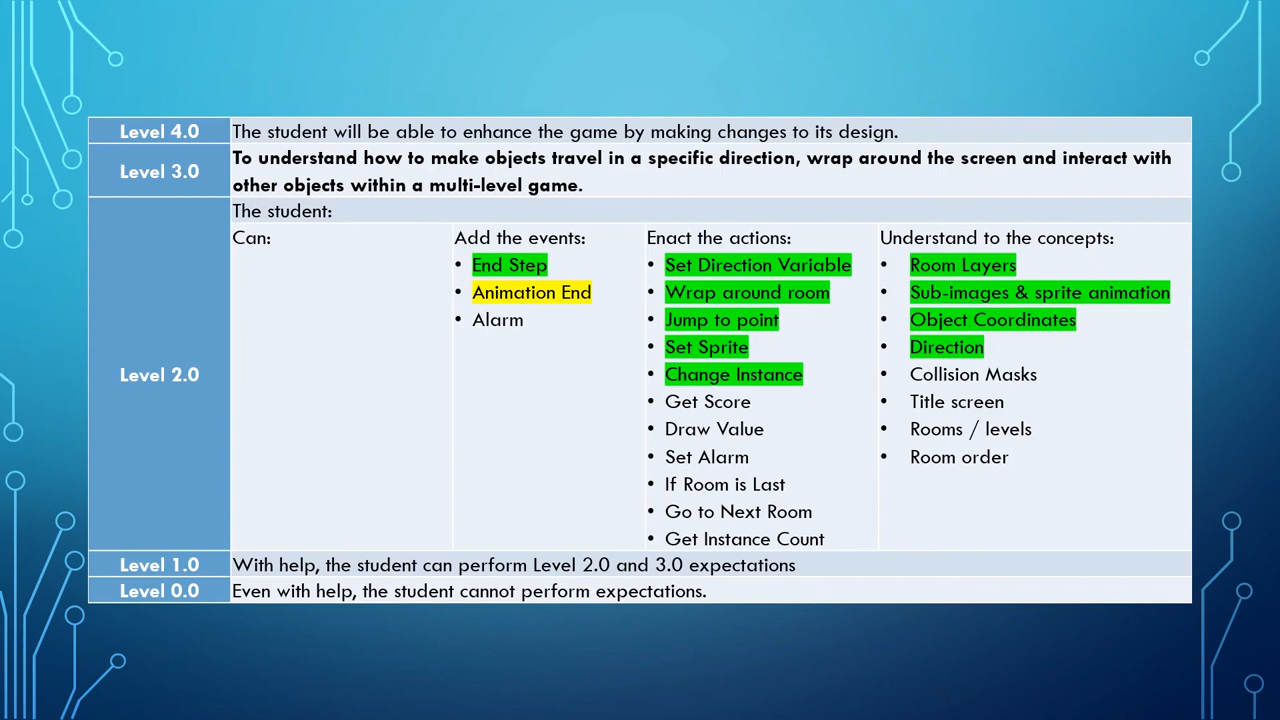 Level 4.0
The student will be able to enhance the game by making changes to its design.
Level 3.0
To understand how to make objects travel in a specific direction, wrap around the screen and interact with
other objects within a multi-level game.
Level 2.0
The student:
Can:
Add the events:
• End Step
• Animation End
• Alarm
Enact the actions:
• Set Direction Variable
• Wrap around room
• Jump to point
• Set Sprite
• Change Instance
• Get Score
• Draw Value
• Set Alarm
• If Room is Last
• Go to Next Room
• Get Instance Count
Understand to the concepts:
• Room Layers
• Sub-images & sprite animation
• Object Coordinates
• Direction
• Collision Masks
• Title screen
• Rooms / levels
• Room order
Level 1.0
With help, the student can perform Level 2.0 and 3.0 expectations
Level 0.0
Even with help, the student cannot perform expectations.